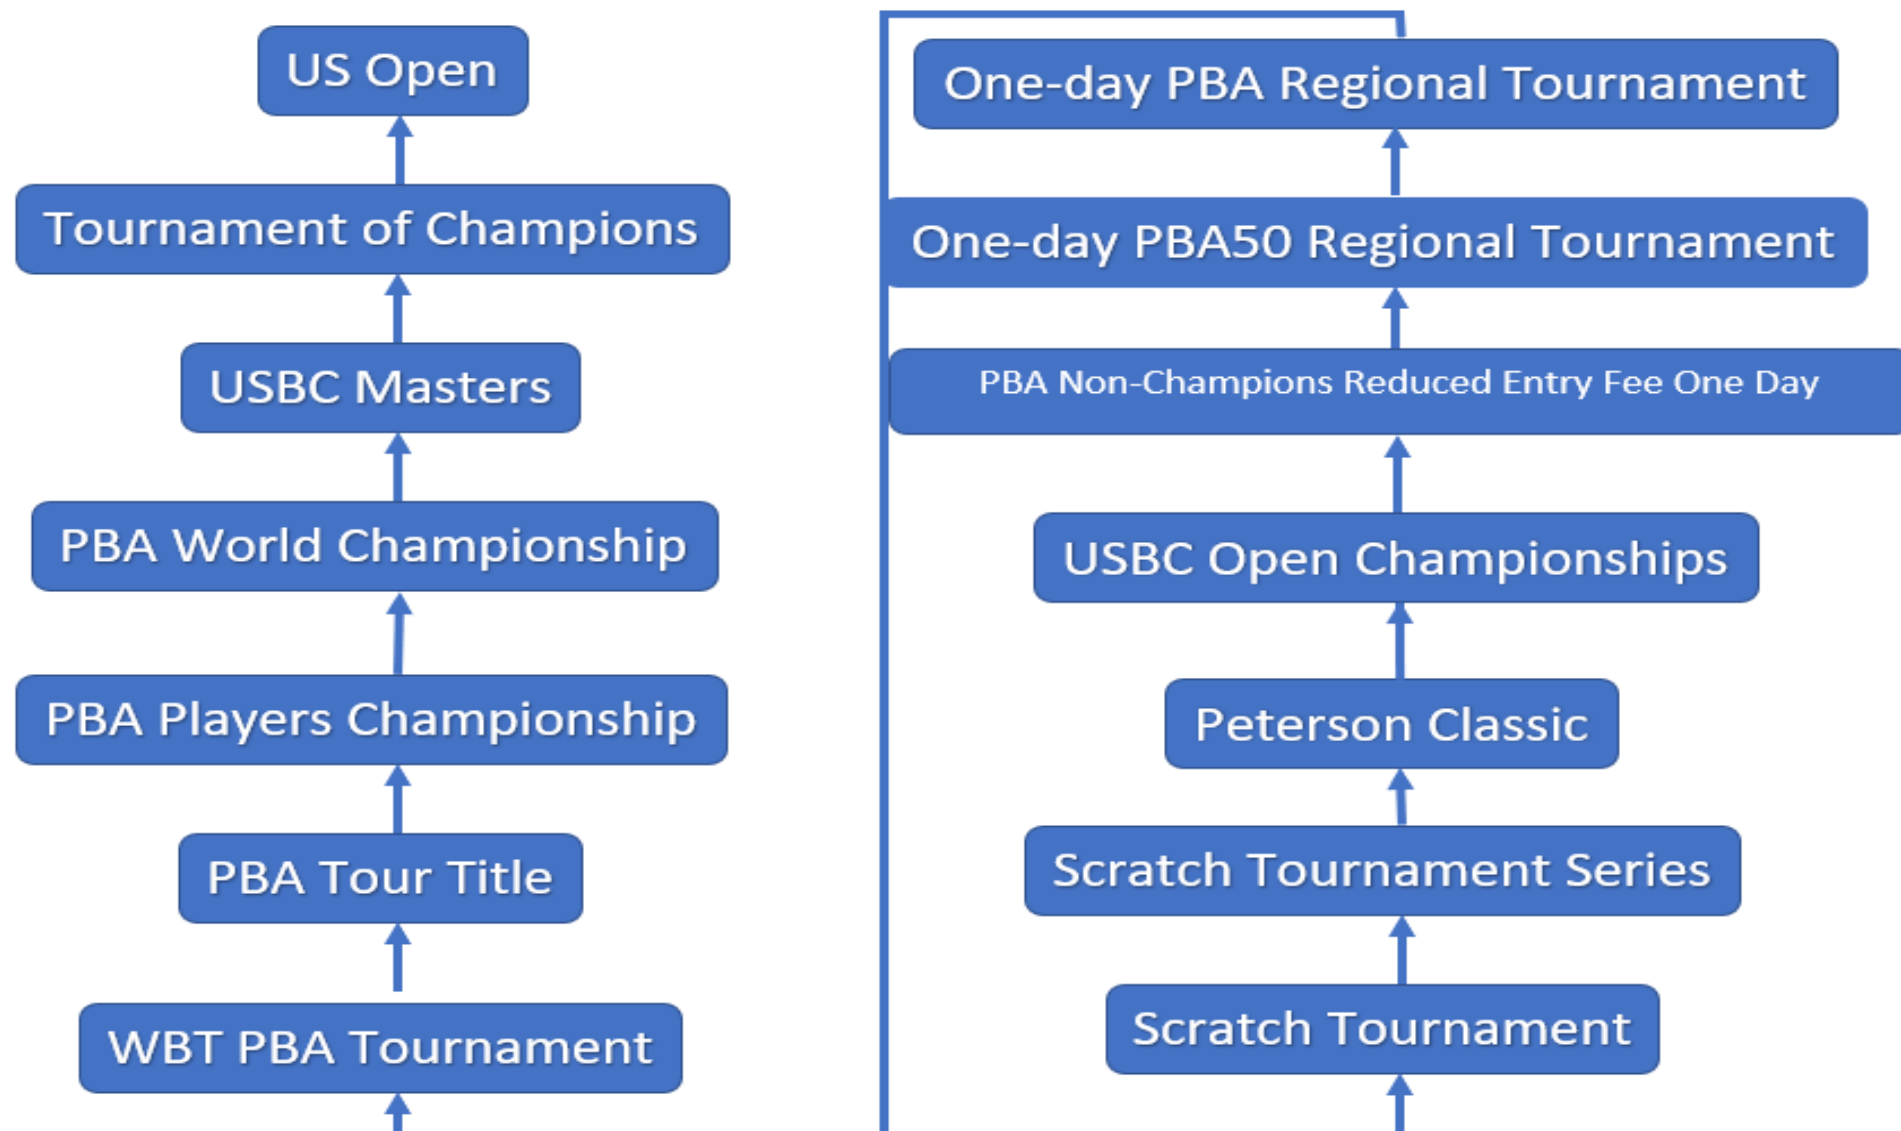 US Open
Tournament of Champions
USBC Masters
PBA World Championship
PBA Players Championship
PBA Tour Title
WBT PBA Tournament
One-day PBA Regional Tournament
One-day PBA50 Regional Tournament
PBA Non-Champions Reduced Entry Fee One Day
USBC Open Championships
Peterson Classic
Scratch Tournament Series
Scratch Tournament